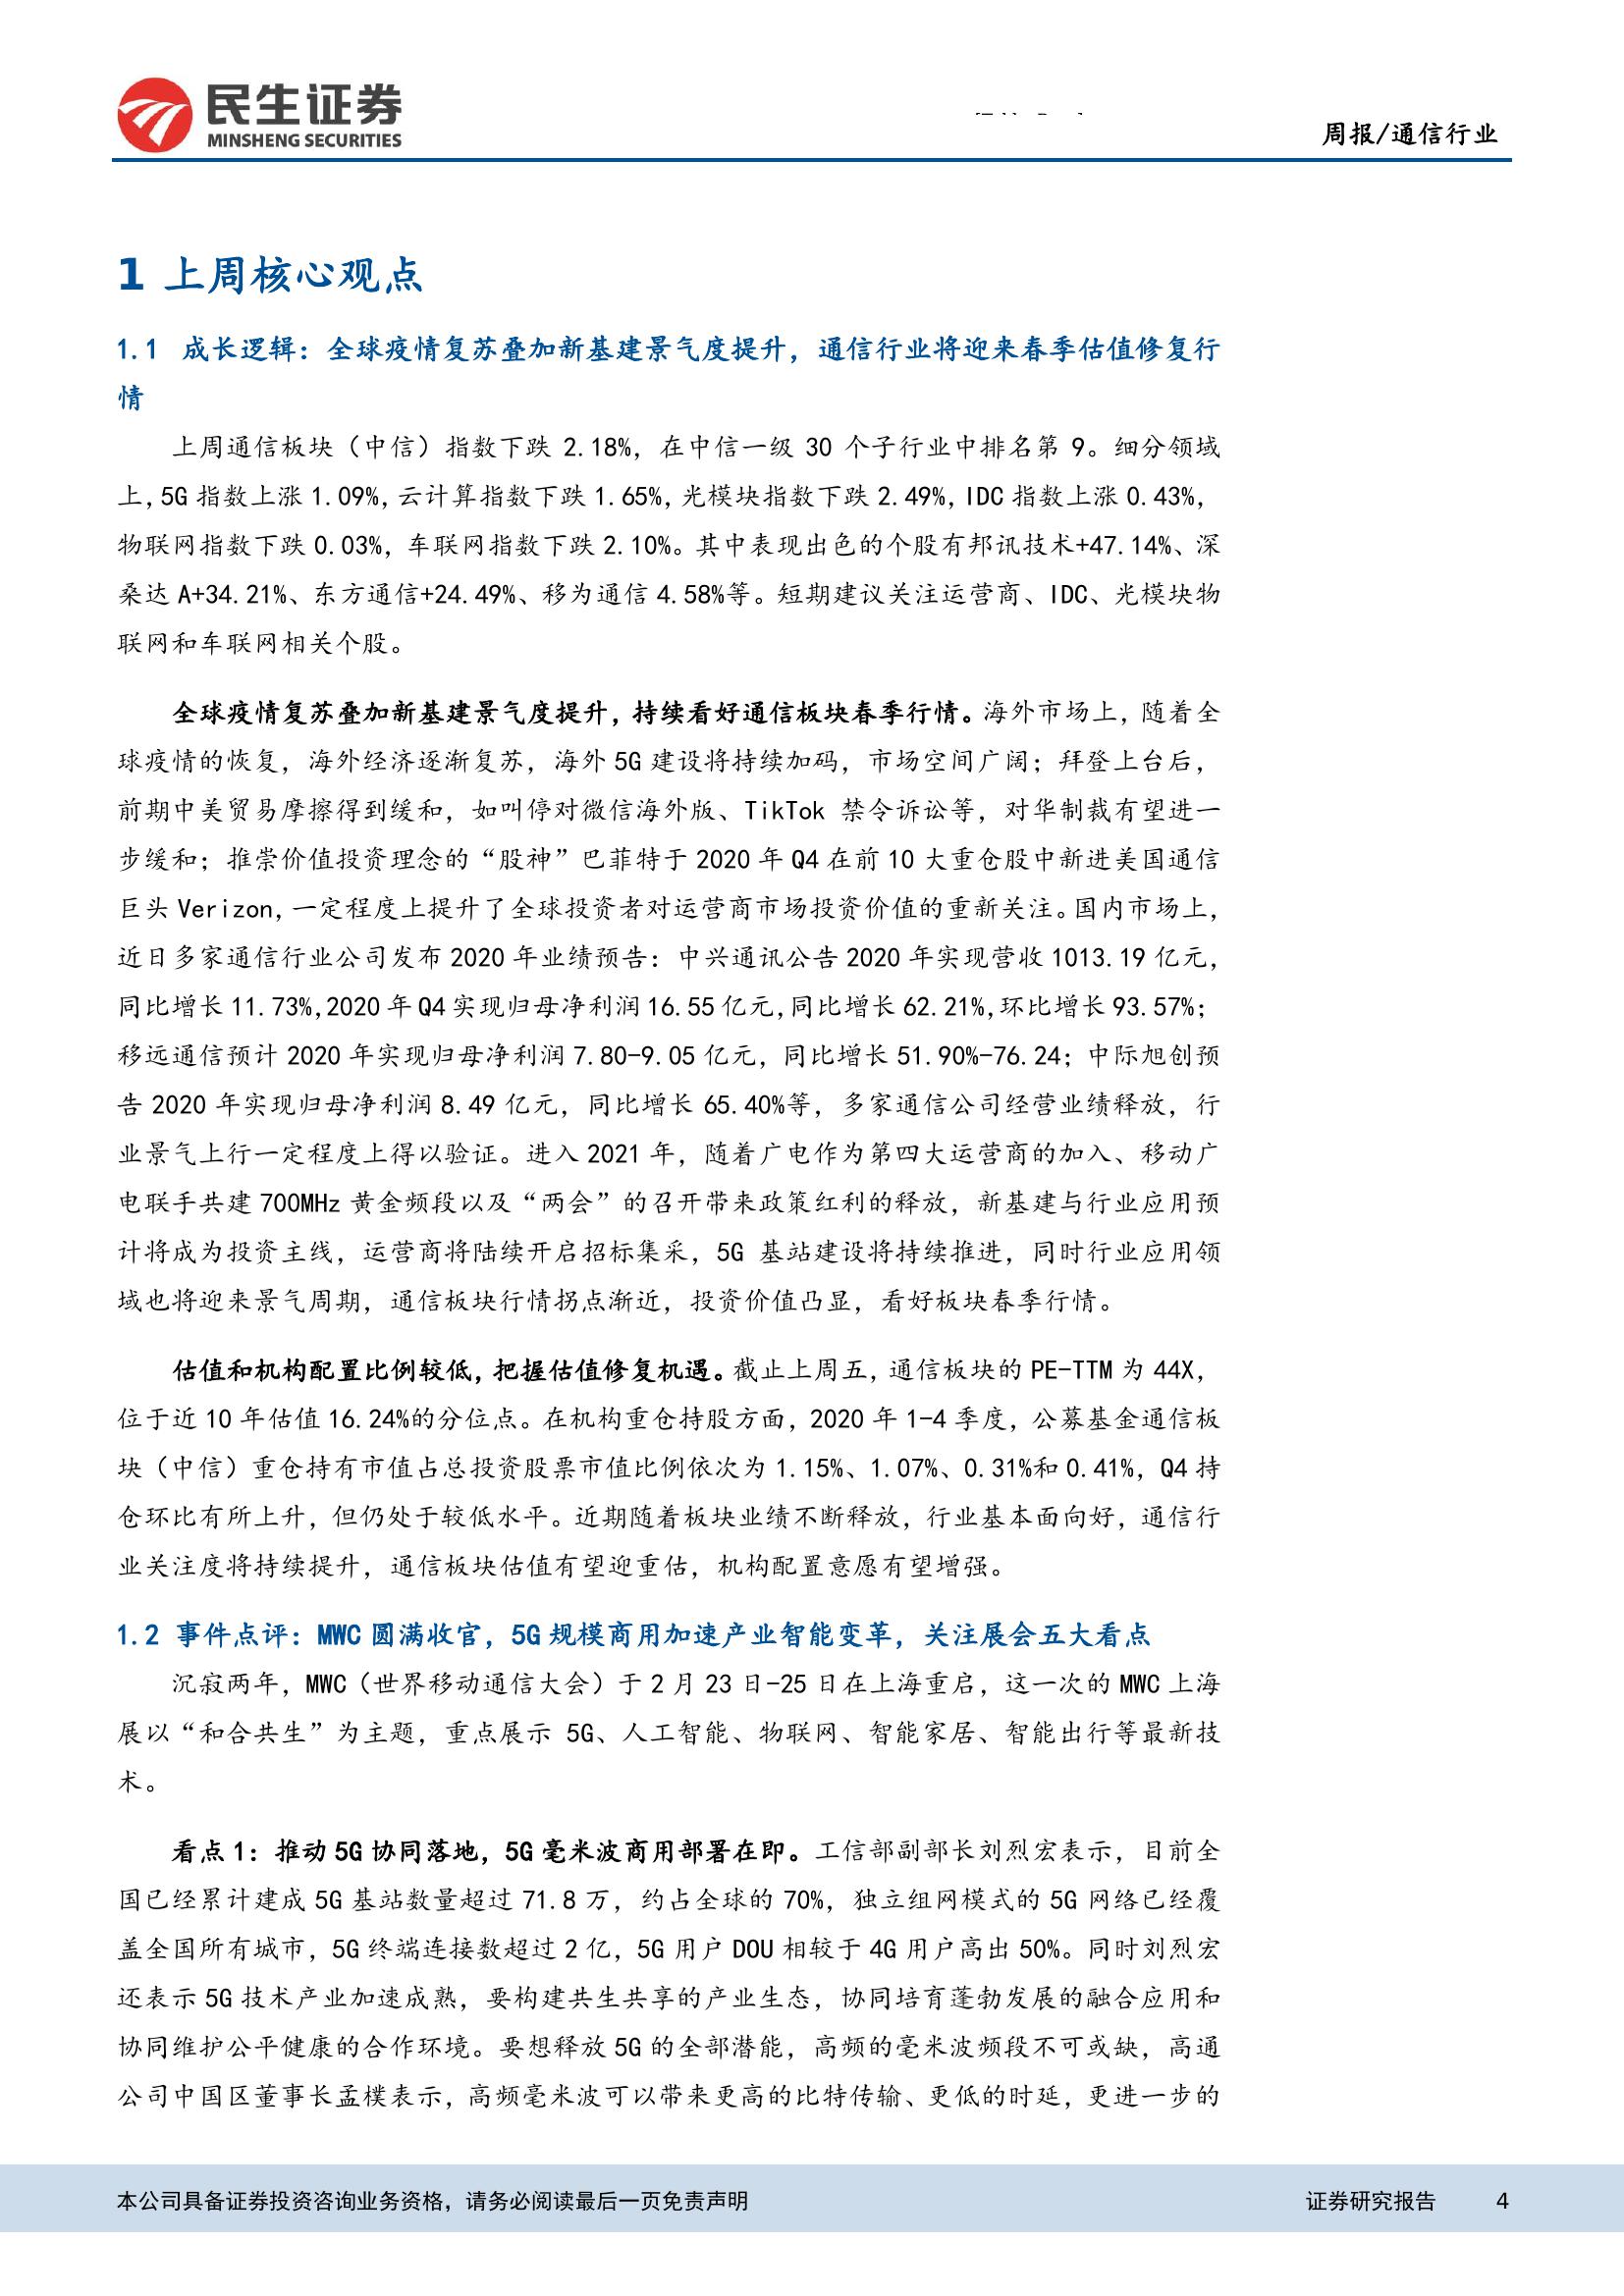 民生证券
MINSHENG SECURITIES
周报/通信行业
1 上周核心观点
1.1 成长逻辑：全球疫情复苏叠加新基建景气度提升，通信行业将迎来春季估值修复行
情
上周通信板块（中信）指数下跌 2.18%，在中信一级 30 个子行业中排名第 9。细分领域
上，5G 指数上涨 1.09%，云计算指数下跌 1.65%，光模块指数下跌 2.49%，IDC 指数上涨 0.43%，
物联网指数下跌 0.03%，车联网指数下跌 2.10%。其中表现出色的个股有邦讯技术+47.14%、深
桑达 A+34.21%、东方通信+24.49%、移为通信 4.58%等。短期建议关注运营商、IDC、光模块物
联网和车联网相关个股。
全球疫情复苏叠加新基建景气度提升，持续看好通信板块春季行情。海外市场上，随着全
球疫情的恢复，海外经济逐渐复苏，海外 5G 建设将持续加码，市场空间广阔；拜登上台后，
前期中美贸易摩擦得到缓和，如叫停对微信海外版、TikTok 禁令诉讼等，对华制裁有望进一
步缓和；推崇价值投资理念的“股神”巴菲特于 2020 年 Q4 在前 10 大重仓股中新进美国通信
巨头 Verizon，一定程度上提升了全球投资者对运营商市场投资价值的重新关注。国内市场上，
近日多家通信行业公司发布 2020 年业绩预告：中兴通讯公告 2020 年实现营收 1013.19 亿元，
同比增长 11.73%，2020 年 Q4 实现归母净利润 16.55 亿元，同比增长 62.21%，环比增长 93.57%；
移远通信预计 2020 年实现归母净利润 7.80-9.05 亿元，同比增长 51.90%-76.24；中际旭创预
告 2020 年实现归母净利润 8.49 亿元，同比增长 65.40%等，多家通信公司经营业绩释放，行
业景气上行一定程度上得以验证。进入 2021 年，随着广电作为第四大运营商的加入、移动广
电联手共建 700MHz 黄金频段以及“两会”的召开带来政策红利的释放，新基建与行业应用预
计将成为投资主线，运营商将陆续开启招标集采，5G 基站建设将持续推进，同时行业应用领
域也将迎来景气周期，通信板块行情拐点渐近，投资价值凸显，看好板块春季行情。
估值和机构配置比例较低，把握估值修复机遇。截止上周五，通信板块的 PE-TTM 为 44X，
位于近 10 年估值 16.24%的分位点。在机构重仓持股方面，2020 年 1-4 季度，公募基金通信板
块（中信）重仓持有市值占总投资股票市值比例依次为 1.15%、1.07%、0.31%和 0.41%，Q4 持
仓环比有所上升，但仍处于较低水平。近期随着板块业绩不断释放，行业基本面向好，通信行
业关注度将持续提升，通信板块估值有望迎重估，机构配置意愿有望增强。
1.2 事件点评：MWC 圆满收官，5G 规模商用加速产业智能变革，关注展会五大看点
沉寂两年，MWC（世界移动通信大会）于 2 月 23 日-25 日在上海重启，这一次的 MWC 上海
展以“和合共生”为主题，重点展示 5G、人工智能、物联网、智能家居、智能出行等最新技
术。
看点 1：推动 5G 协同落地，5G 毫米波商用部署在即。工信部副部长刘烈宏表示，目前全
国已经累计建成 5G 基站数量超过 71.8 万，约占全球的 70%，独立组网模式的 5G 网络已经覆
盖全国所有城市，5G 终端连接数超过 2 亿，5G 用户 DOU 相较于 4G 用户高出 50%。同时刘烈宏
还表示 5G 技术产业加速成熟，要构建共生共享的产业生态，协同培育蓬勃发展的融合应用和
协同维护公平健康的合作环境。要想释放 5G 的全部潜能，高频的毫米波频段不可或缺，高通
公司中国区董事长孟樸表示，高频毫米波可以带来更高的比特传输、更低的时延，更进一步的
本公司具备证券投资咨询业务资格，请务必阅读最后一页免责声明
证券研究报告 4